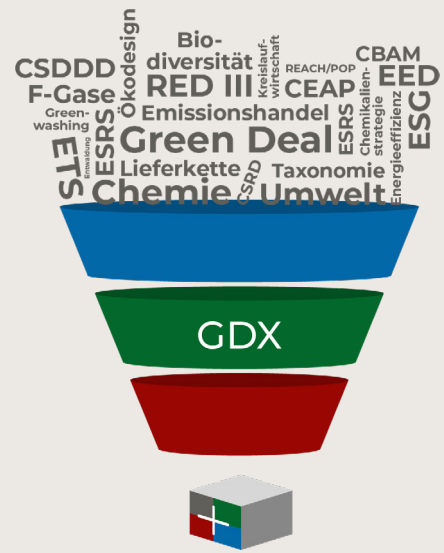 Ökodesign
Bio-
diversität
Kreislauf-
wirtschaft
CBAM
CSDDD
RED III
REACH/POP
CEAP
Chemikalien-
strategie
EED
F-Gase
Green-
washing
ESRS
Emissionshandel
ESRS
Energieeffizienz
ESG
ETS
Entwaldung
Green Deal
Lieferkette
CSRD
Taxonomie
Chemie
Umwelt
GDX